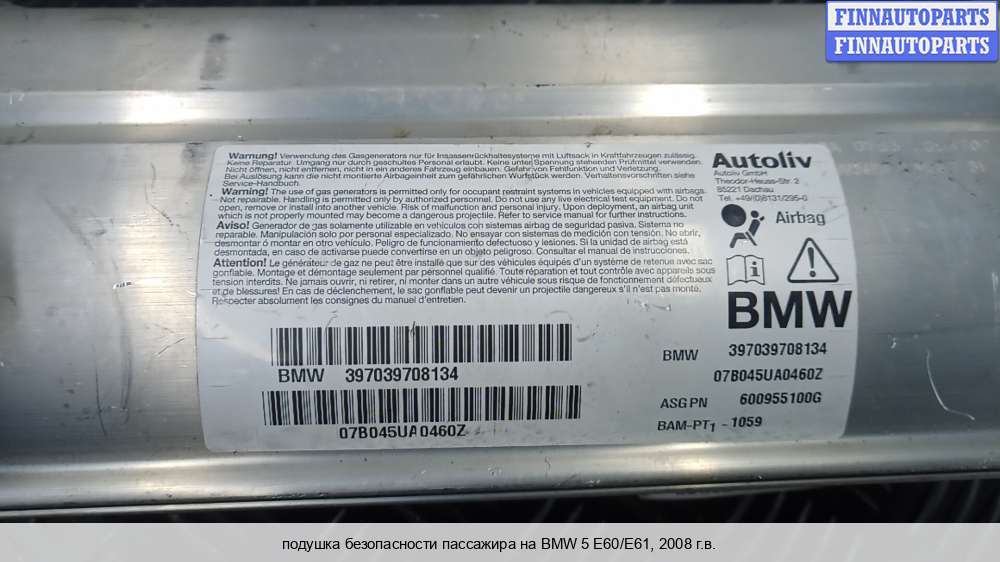 FINNAUTOPARTS
FINNAUTOPARTS
Warnung! Verwendung des Gasgenerators nur für Insassenrückhaltesysteme mit Luftsack in Kraftfahrzeugen zulässig.
Keine Reparatur. Umgang nur durch geschultes Personal erlaubt. Keine unter Spannung stehenden Prüfmittel verwenden.
Nicht öffnen, nicht entfernen, nicht in ein anderes Fahrzeug einbauen. Gefahr von Fehlfunktion und Verletzung.
Bei Auslösung kann die nicht montierte Airbageinheit zum gefährlichen Wurfstück werden. Verhaltensvorschriften siehe
Service-Handbuch.
Warning! The use of gas generators is permitted only for occupant restraint systems in vehicles equipped with airbags.
Not repairable. Handling is permitted only by authorized personnel. Do not use any live electrical test equipment. Do not
open, remove or install into another vehicle. Risk of malfunction and personal injury. Upon deployment, an airbag unit
which is not properly mounted may become a dangerous projectile. Refer to service manual for further instructions.
Aviso! Generador de gas solamente utilizable en vehículos con sistemas airbag de seguridad pasiva. Sistema no
reparable. Manipulación solo por personal especializado. No ensayar con sistemas de medición con tensión. No abrir,
desmontar ó montar en otro vehículo. Peligro de funcionamiento defectuoso y lesiones. Si la unidad de airbag está
desmontada, en caso de activarse puede convertirse en un objeto peligroso. Consultar el manual de instrucciones.
Attention! Le générateur de gaz ne peut être installé que sur des véhicules équipés d'un système de retenue avec sac
gonflable. Montage et démontage seulement par personnel qualifié. Toute réparation et tout contrôle avec appareils sous
tension interdits. Ne jamais ouvrir, ni retirer, ni monter dans un autre véhicule sous risque de fonctionnement défectueux
et de blessures! En cas de déclenchement, le sac gonflable peut devenir un projectile dangereux s'il n'est pas monté.
Respecter absolument les consignes du manuel d'entretien.
Autoliv
Autoliv GmbH
Theodor-Heuss-Str. 2
85221 Dachau
Tel. +49/(0)8131/295-0
Airbag
BMW
BMW 397039708134
07B045UA0460Z
BMW 397039708134
07B045UA0460Z
ASG PN 600955100G
BAM-PT1 - 1059
подушка безопасности пассажира на BMW 5 E60/E61, 2008 г.в.